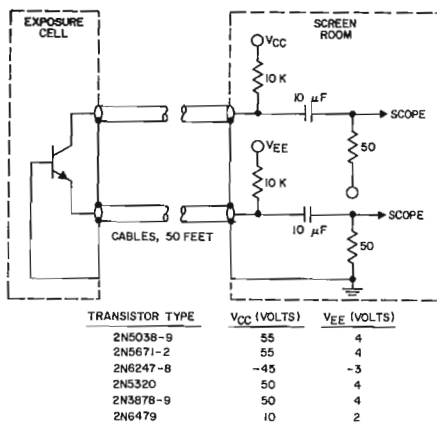 EXPOSURE
CELL
SCREEN
ROOM
VCC
10 K
10 µF
SCOPE
50
VEE
10 K
10 µF
SCOPE
50
CABLES, 50 FEET
TRANSISTOR TYPE VCC (VOLTS) VEE (VOLTS)
2N5038-9 55 4
2N5671-2 55 4
2N6247-8 -45 -3
2N5320 50 4
2N3878-9 50 4
2N6479 10 2